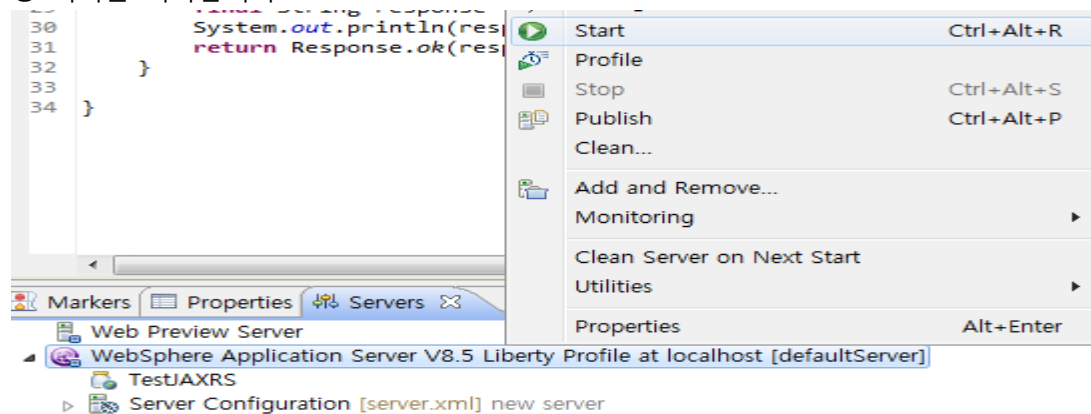 30 System.out.println(res
31 return Response.ok(resp
32 }
33
34 }
Start Ctrl+Alt+R
Profile
Stop Ctrl+Alt+S
Publish Ctrl+Alt+P
Clean...
Add and Remove...
Monitoring
Clean Server on Next Start
Utilities
Properties Alt+Enter
Markers Properties Servers
Web Preview Server
WebSphere Application Server V8.5 Liberty Profile at localhost [defaultServer]
TestJAXRS
Server Configuration [server.xml] new server